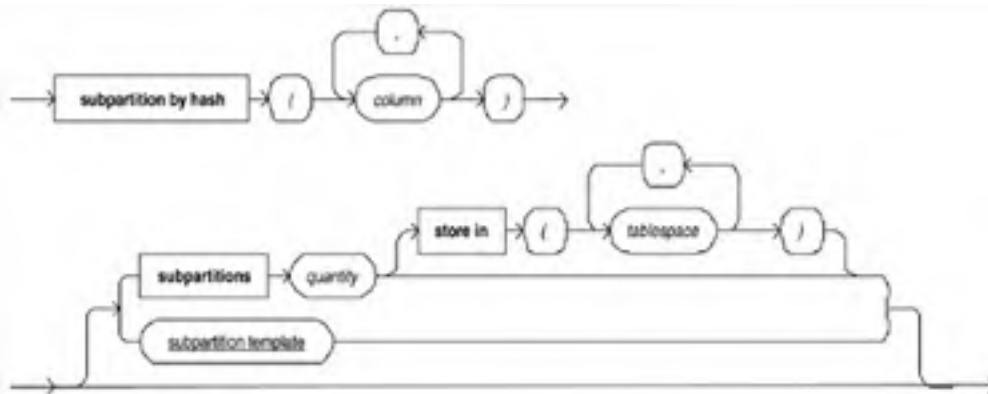 ,
subpartition by hash ( column )
,
store in ( tablespace )
subpartitions quantity
subpartition template